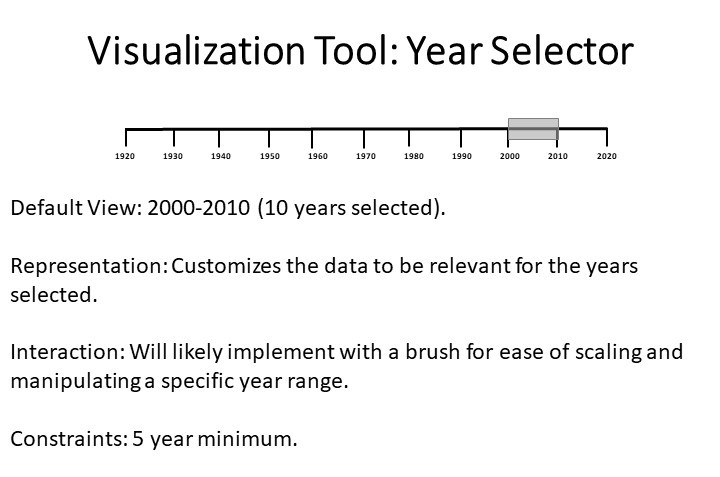 Visualization Tool: Year Selector
1920 1930 1940 1950 1960 1970 1980 1990 2000 2010 2020
Default View: 2000-2010 (10 years selected).
Representation: Customizes the data to be relevant for the years
selected.
Interaction: Will likely implement with a brush for ease of scaling and
manipulating a specific year range.
Constraints: 5 year minimum.